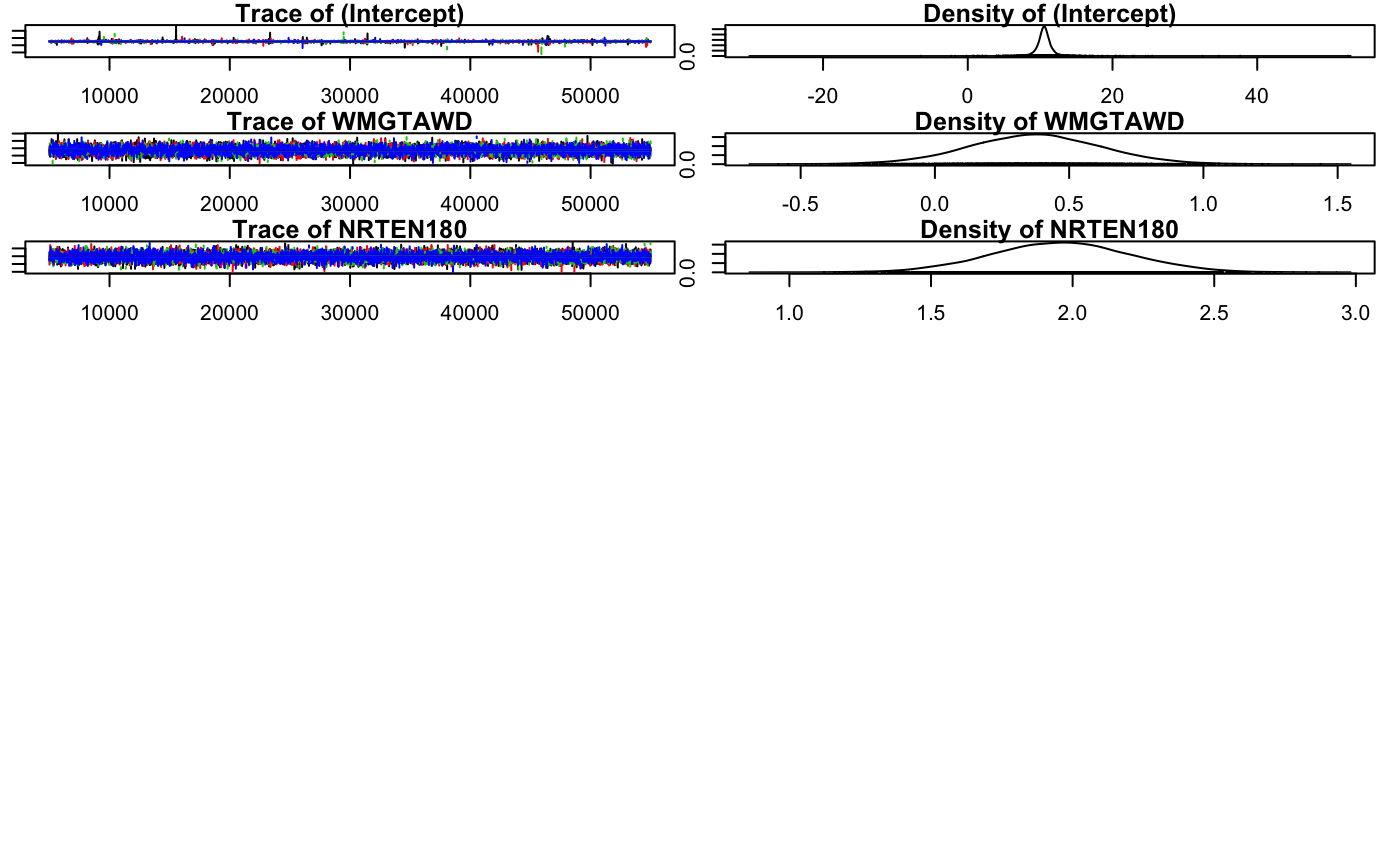 Trace of (Intercept) Density of (Intercept)
0.0
10000 20000 30000 40000 50000 -20 0 20 40
Trace of WMGTAWD Density of WMGTAWD
0.0
10000 20000 30000 40000 50000 -0.5 0.0 0.5 1.0 1.5
Trace of NRTEN180 Density of NRTEN180
0.0
10000 20000 30000 40000 50000 1.0 1.5 2.0 2.5 3.0